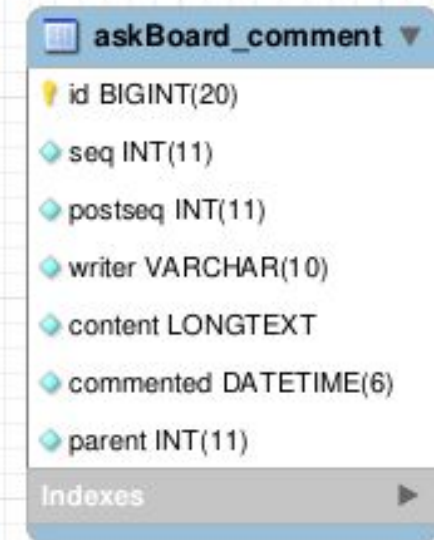 askBoard_comment
id BIGINT(20)
seq INT(11)
postseq INT(11)
writer VARCHAR(10)
content LONGTEXT
commented DATETIME(6)
parent INT(11)
Indexes